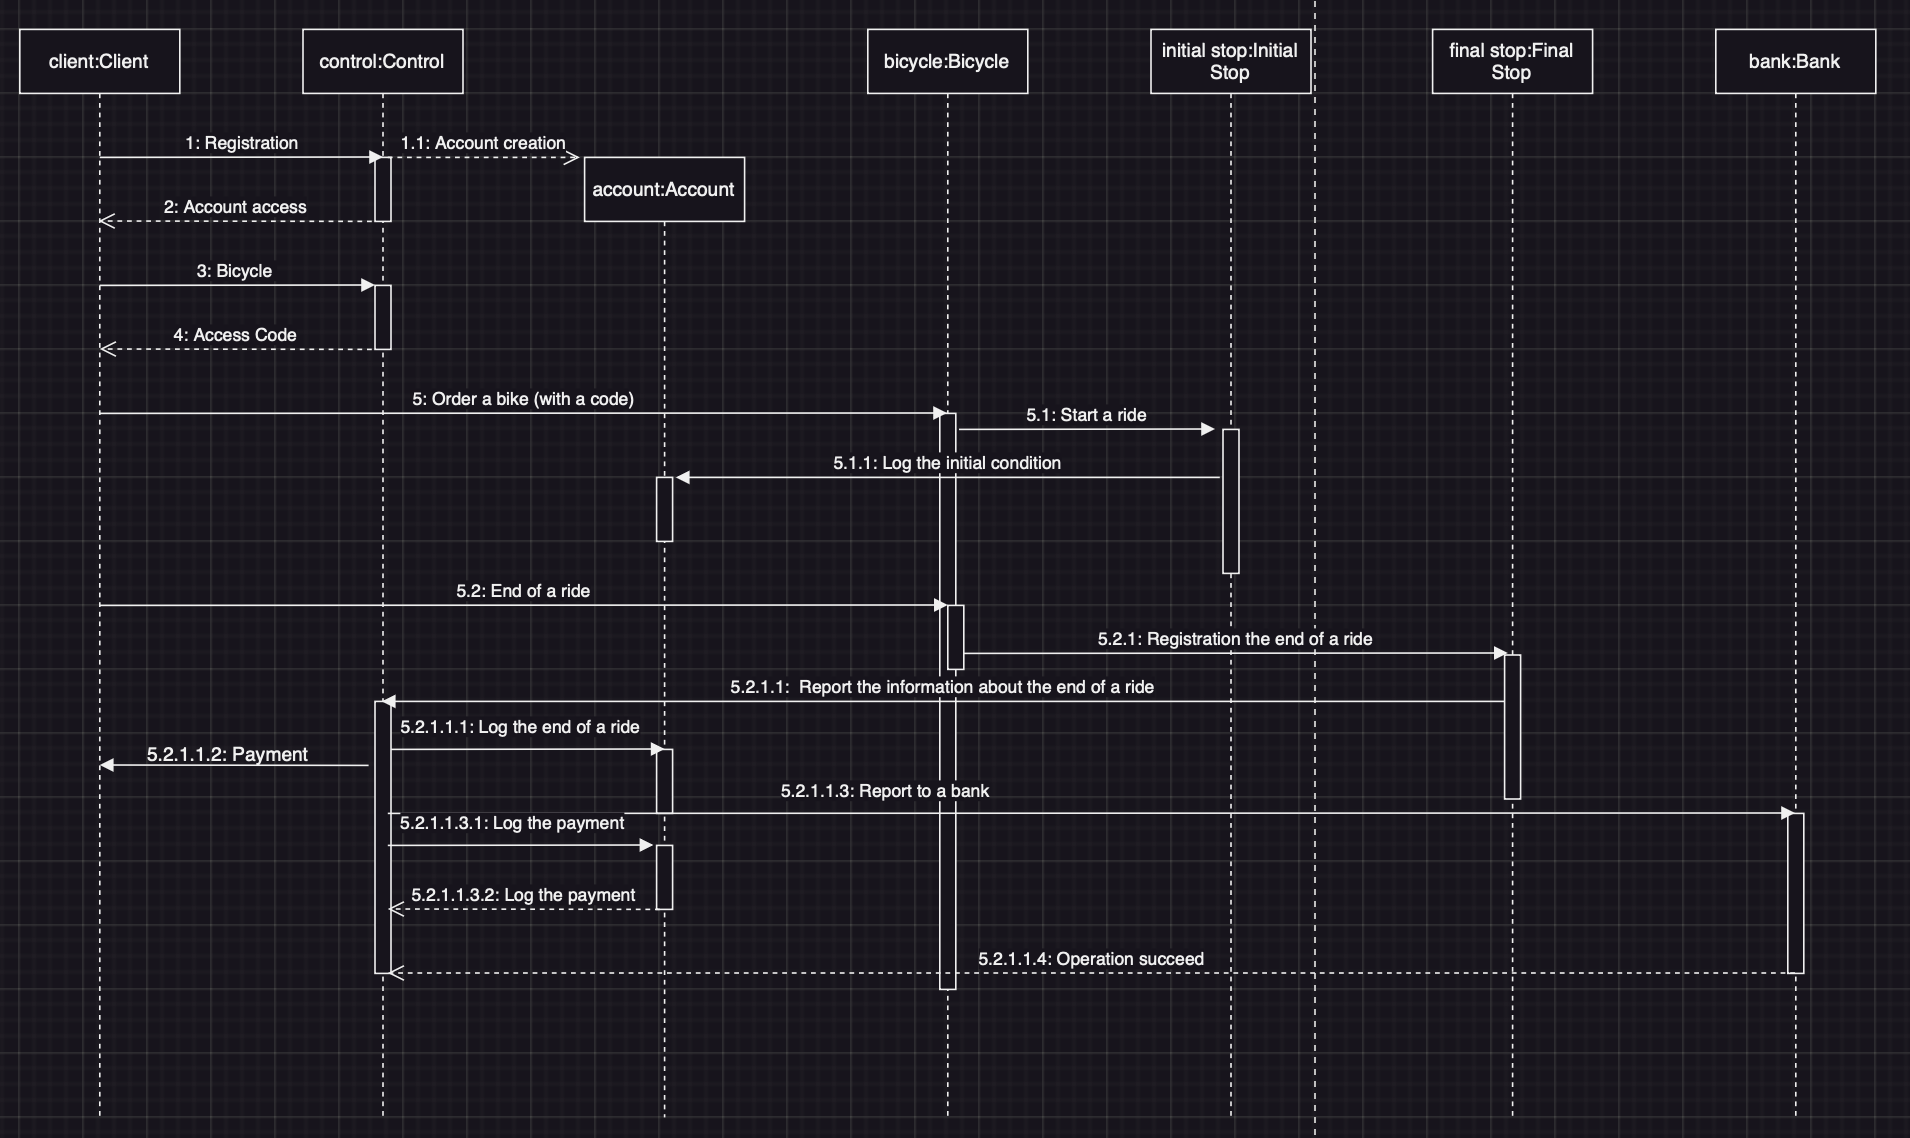 client:Client
control:Control
bicycle:Bicycle
initial stop:Initial
Stop
final stop:Final
Stop
bank:Bank
1: Registration
1.1: Account creation
account:Account
2: Account access
3: Bicycle
4: Access Code
5: Order a bike (with a code)
5.1: Start a ride
5.1.1: Log the initial condition
5.2: End of a ride
5.2.1: Registration the end of a ride
5.2.1.1: Report the information about the end of a ride
5.2.1.1.1: Log the end of a ride
5.2.1.1.2: Payment
5.2.1.1.3: Report to a bank
5.2.1.1.3.1: Log the payment
5.2.1.1.3.2: Log the payment
5.2.1.1.4: Operation succeed